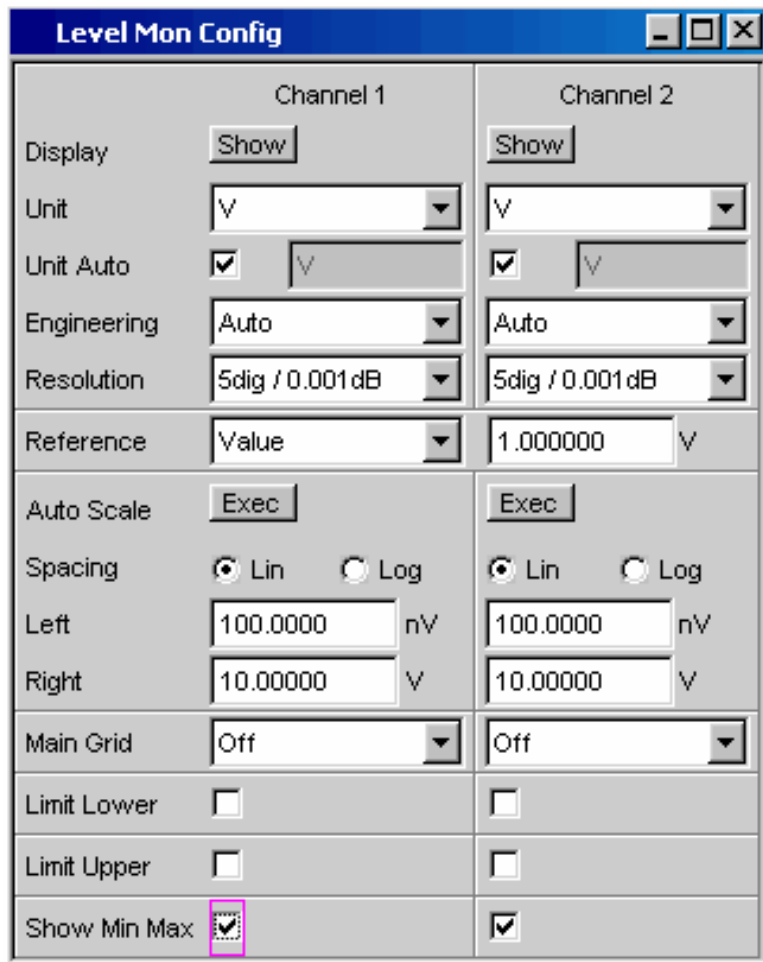 Level Mon Config
Channel 1 Channel 2
Display Show Show
Unit V V
Unit Auto V V
Engineering Auto Auto
Resolution 5dig / 0.001dB 5dig / 0.001dB
Reference Value 1.000000 V
Auto Scale Exec Exec
Spacing Lin Log Lin Log
Left 100.0000 nV 100.0000 nV
Right 10.00000 V 10.00000 V
Main Grid Off Off
Limit Lower
Limit Upper
Show Min Max